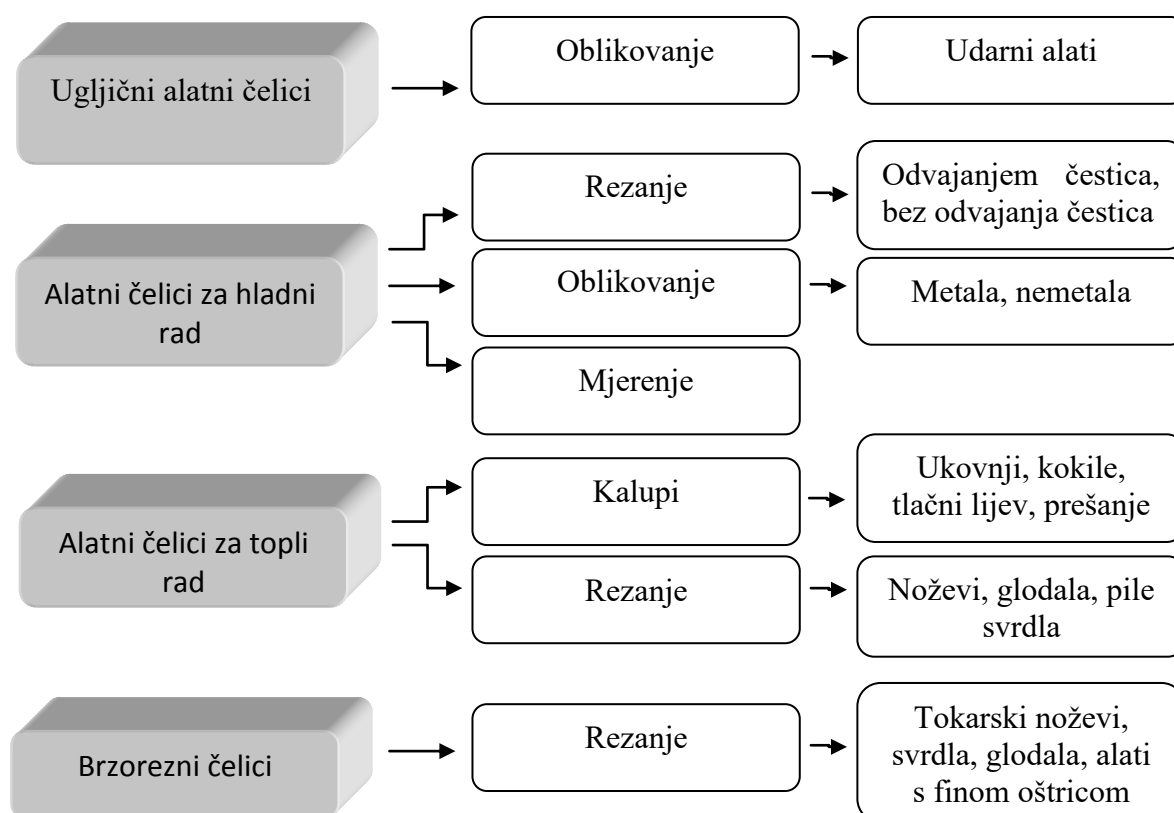 Ugljični alatni čelici
Oblikovanje
Udarni alati
Alatni čelici za hladni
rad
Rezanje
Odvajanjem čestica,
bez odvajanja čestica
Oblikovanje
Metala, nemetala
Mjerenje
Alatni čelici za topli
rad
Kalupi
Ukovnji, kokile,
tlačni lijev, prešanje
Rezanje
Noževi, glodala, pile
svrdla
Brzorezni čelici
Rezanje
Tokarski noževi,
svrdla, glodala, alati
s finom oštricom